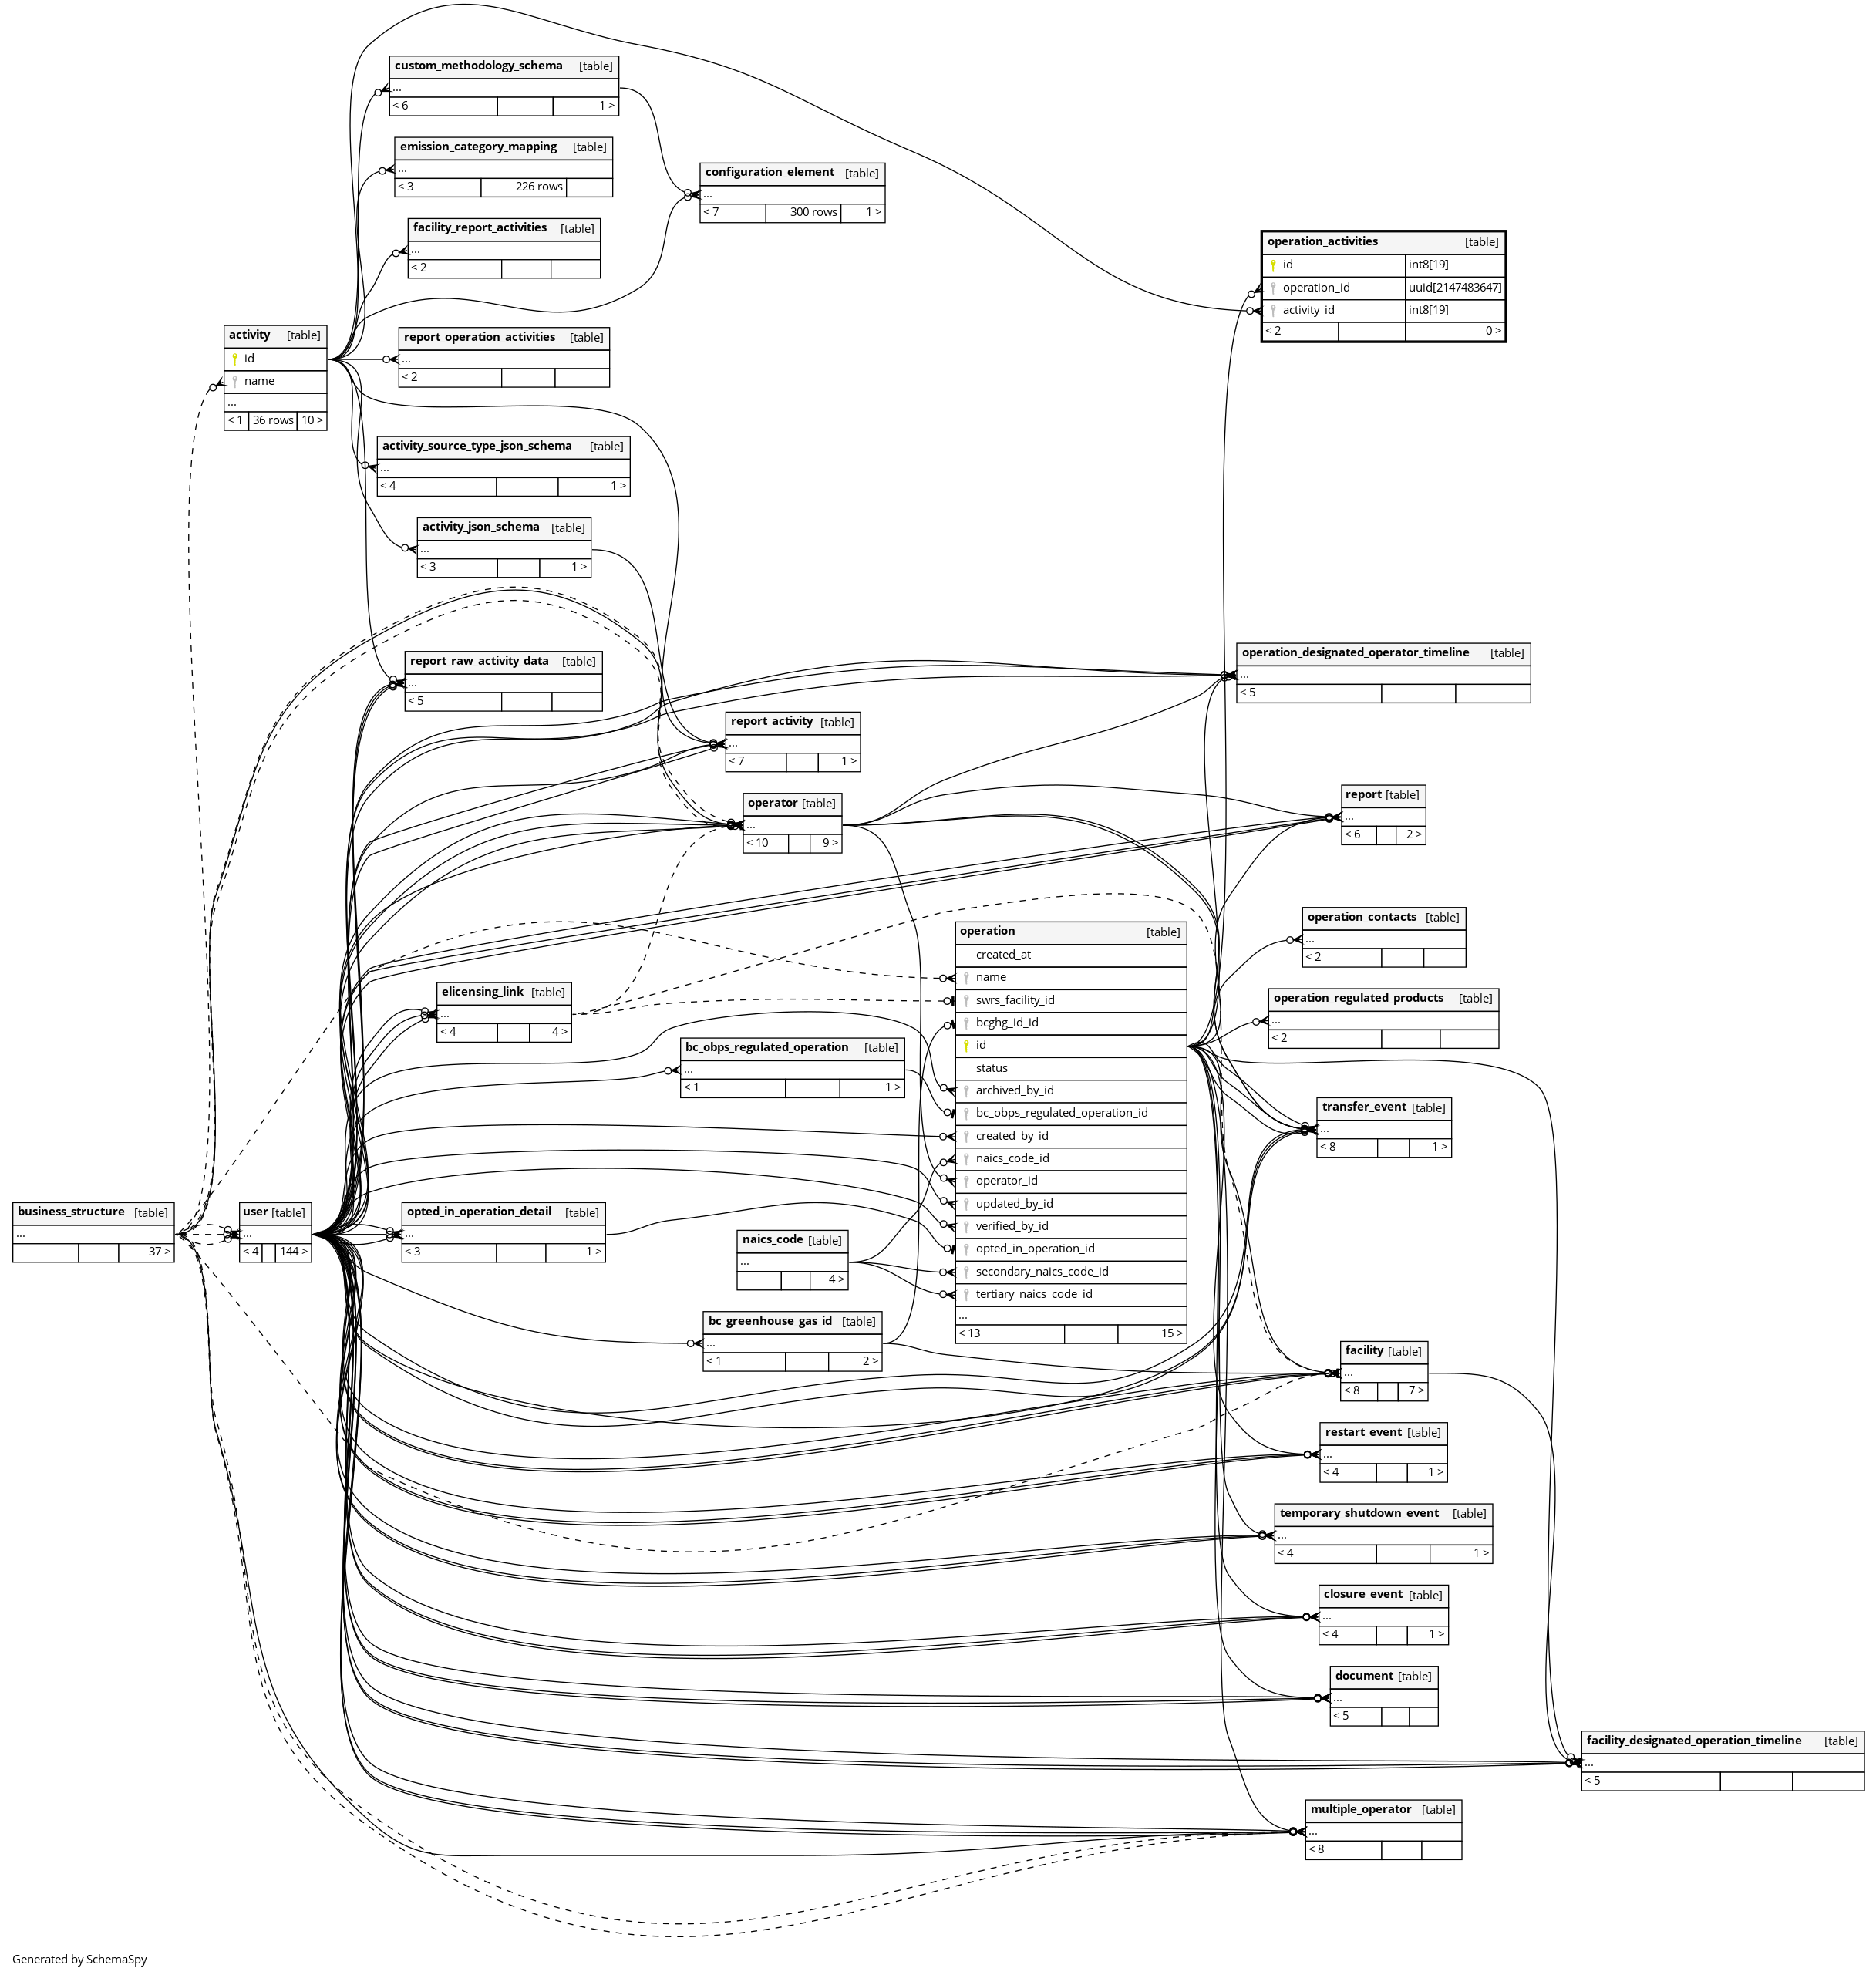 custom_methodology_schema [table]
...
< 6 1 >
emission_category_mapping [table]
...
< 3 226 rows
configuration_element [table]
...
< 7 300 rows 1 >
facility_report_activities [table]
...
< 2
operation_activities [table]
id int8[19]
operation_id uuid[2147483647]
activity_id int8[19]
< 2 0 >
activity [table]
id
name
...
< 1 36 rows 10 >
report_operation_activities [table]
...
< 2
activity_source_type_json_schema [table]
...
< 4 1 >
activity_json_schema [table]
...
< 3 1 >
report_raw_activity_data [table]
...
< 5
operation_designated_operator_timeline [table]
...
< 5
report_activity [table]
...
< 7 1 >
operator [table]
...
< 10 9 >
report [table]
...
< 6 2 >
operation_contacts [table]
...
< 2
operation [table]
created_at
name
swrs_facility_id
bcghg_id_id
id
status
archived_by_id
bc_obps_regulated_operation_id
created_by_id
naics_code_id
operator_id
updated_by_id
verified_by_id
opted_in_operation_id
secondary_naics_code_id
tertiary_naics_code_id
...
< 13 15 >
elicensing_link [table]
...
< 4 4 >
operation_regulated_products [table]
...
< 2
bc_obps_regulated_operation [table]
...
< 1 1 >
transfer_event [table]
...
< 8 1 >
business_structure [table]
...
37 >
user [table]
...
< 4 144 >
opted_in_operation_detail [table]
...
< 3 1 >
naics_code [table]
...
4 >
bc_greenhouse_gas_id [table]
...
< 1 2 >
facility [table]
...
< 8 7 >
restart_event [table]
...
< 4 1 >
temporary_shutdown_event [table]
...
< 4 1 >
closure_event [table]
...
< 4 1 >
document [table]
...
< 5
facility_designated_operation_timeline [table]
...
< 5
multiple_operator [table]
...
< 8
Generated by SchemaSpy